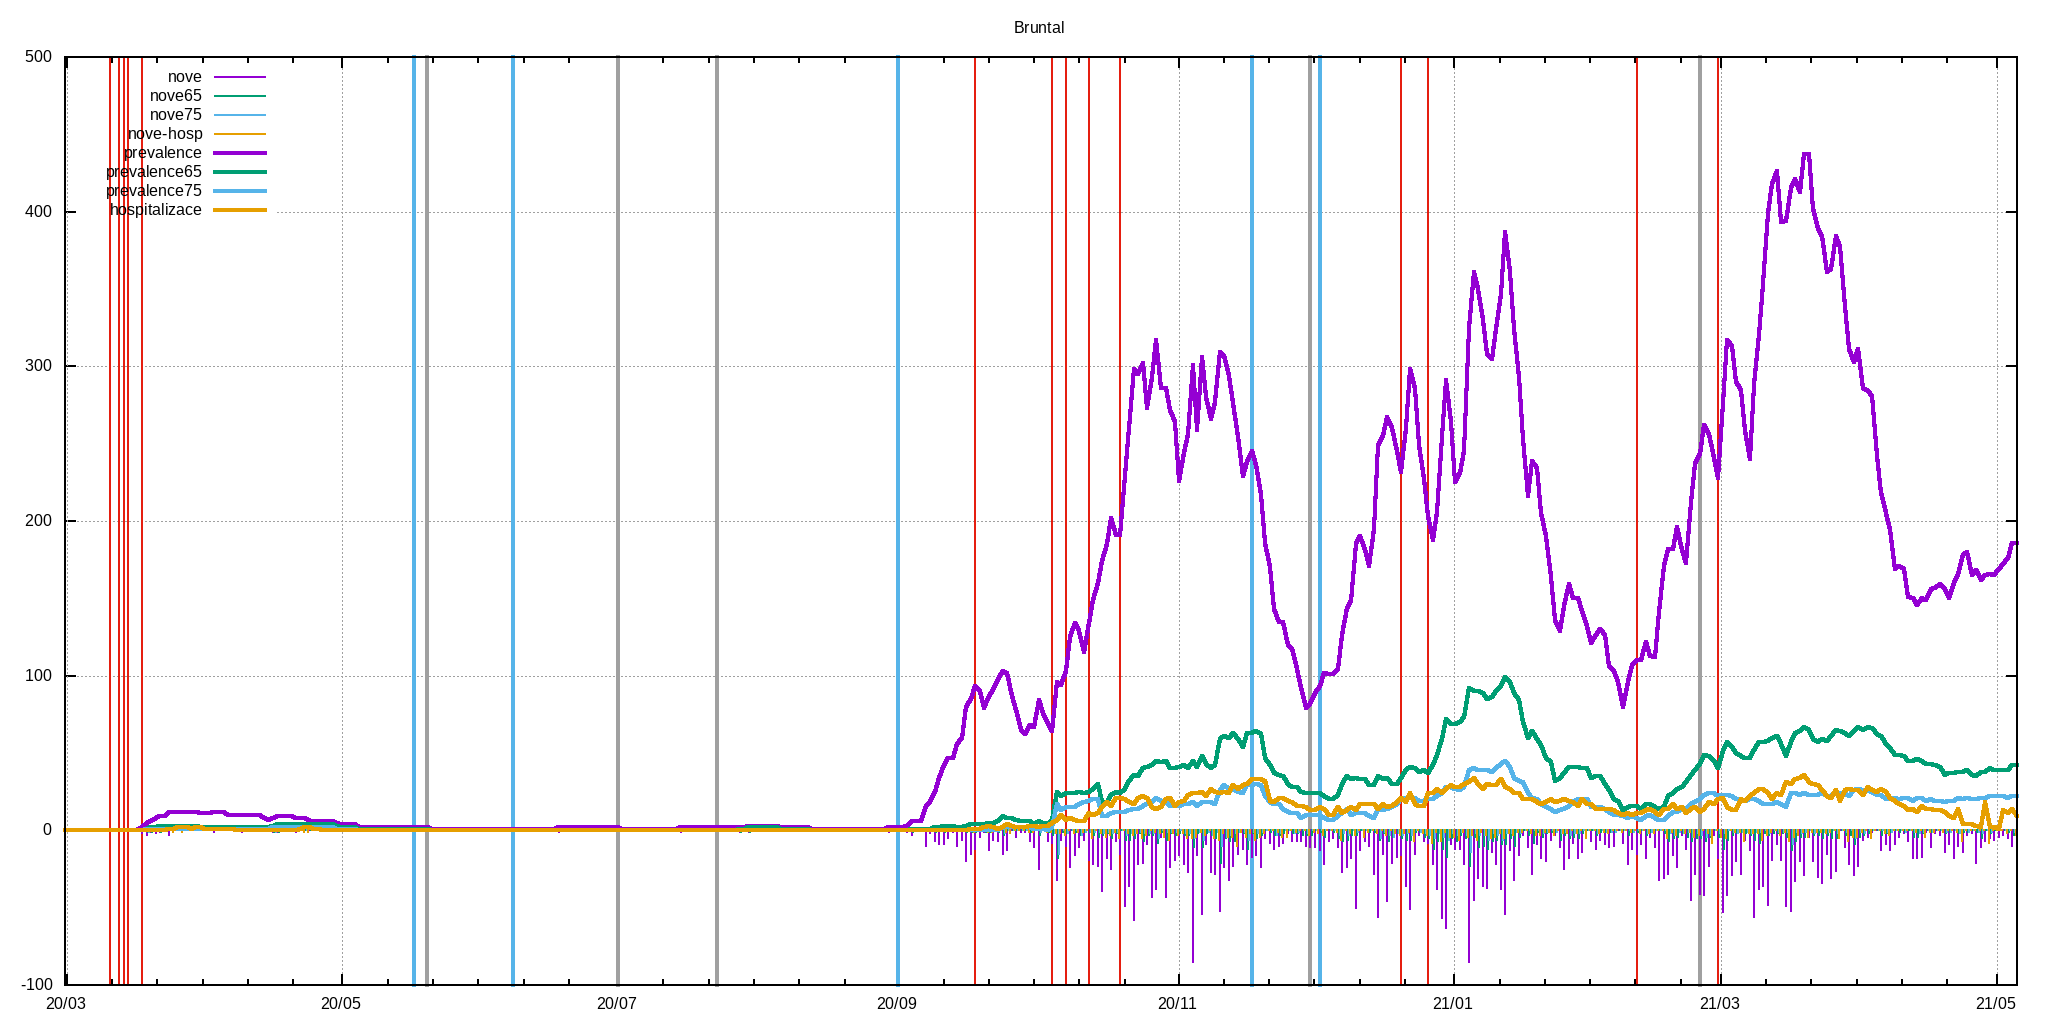 Bruntal
500
nove
nove65
nove75
nove-hosp
prevalence
prevalence65
prevalence75
hospitalizace
400
300
200
100
0
-100
20/03 20/05 20/07 20/09 20/11 21/01 21/03 21/05